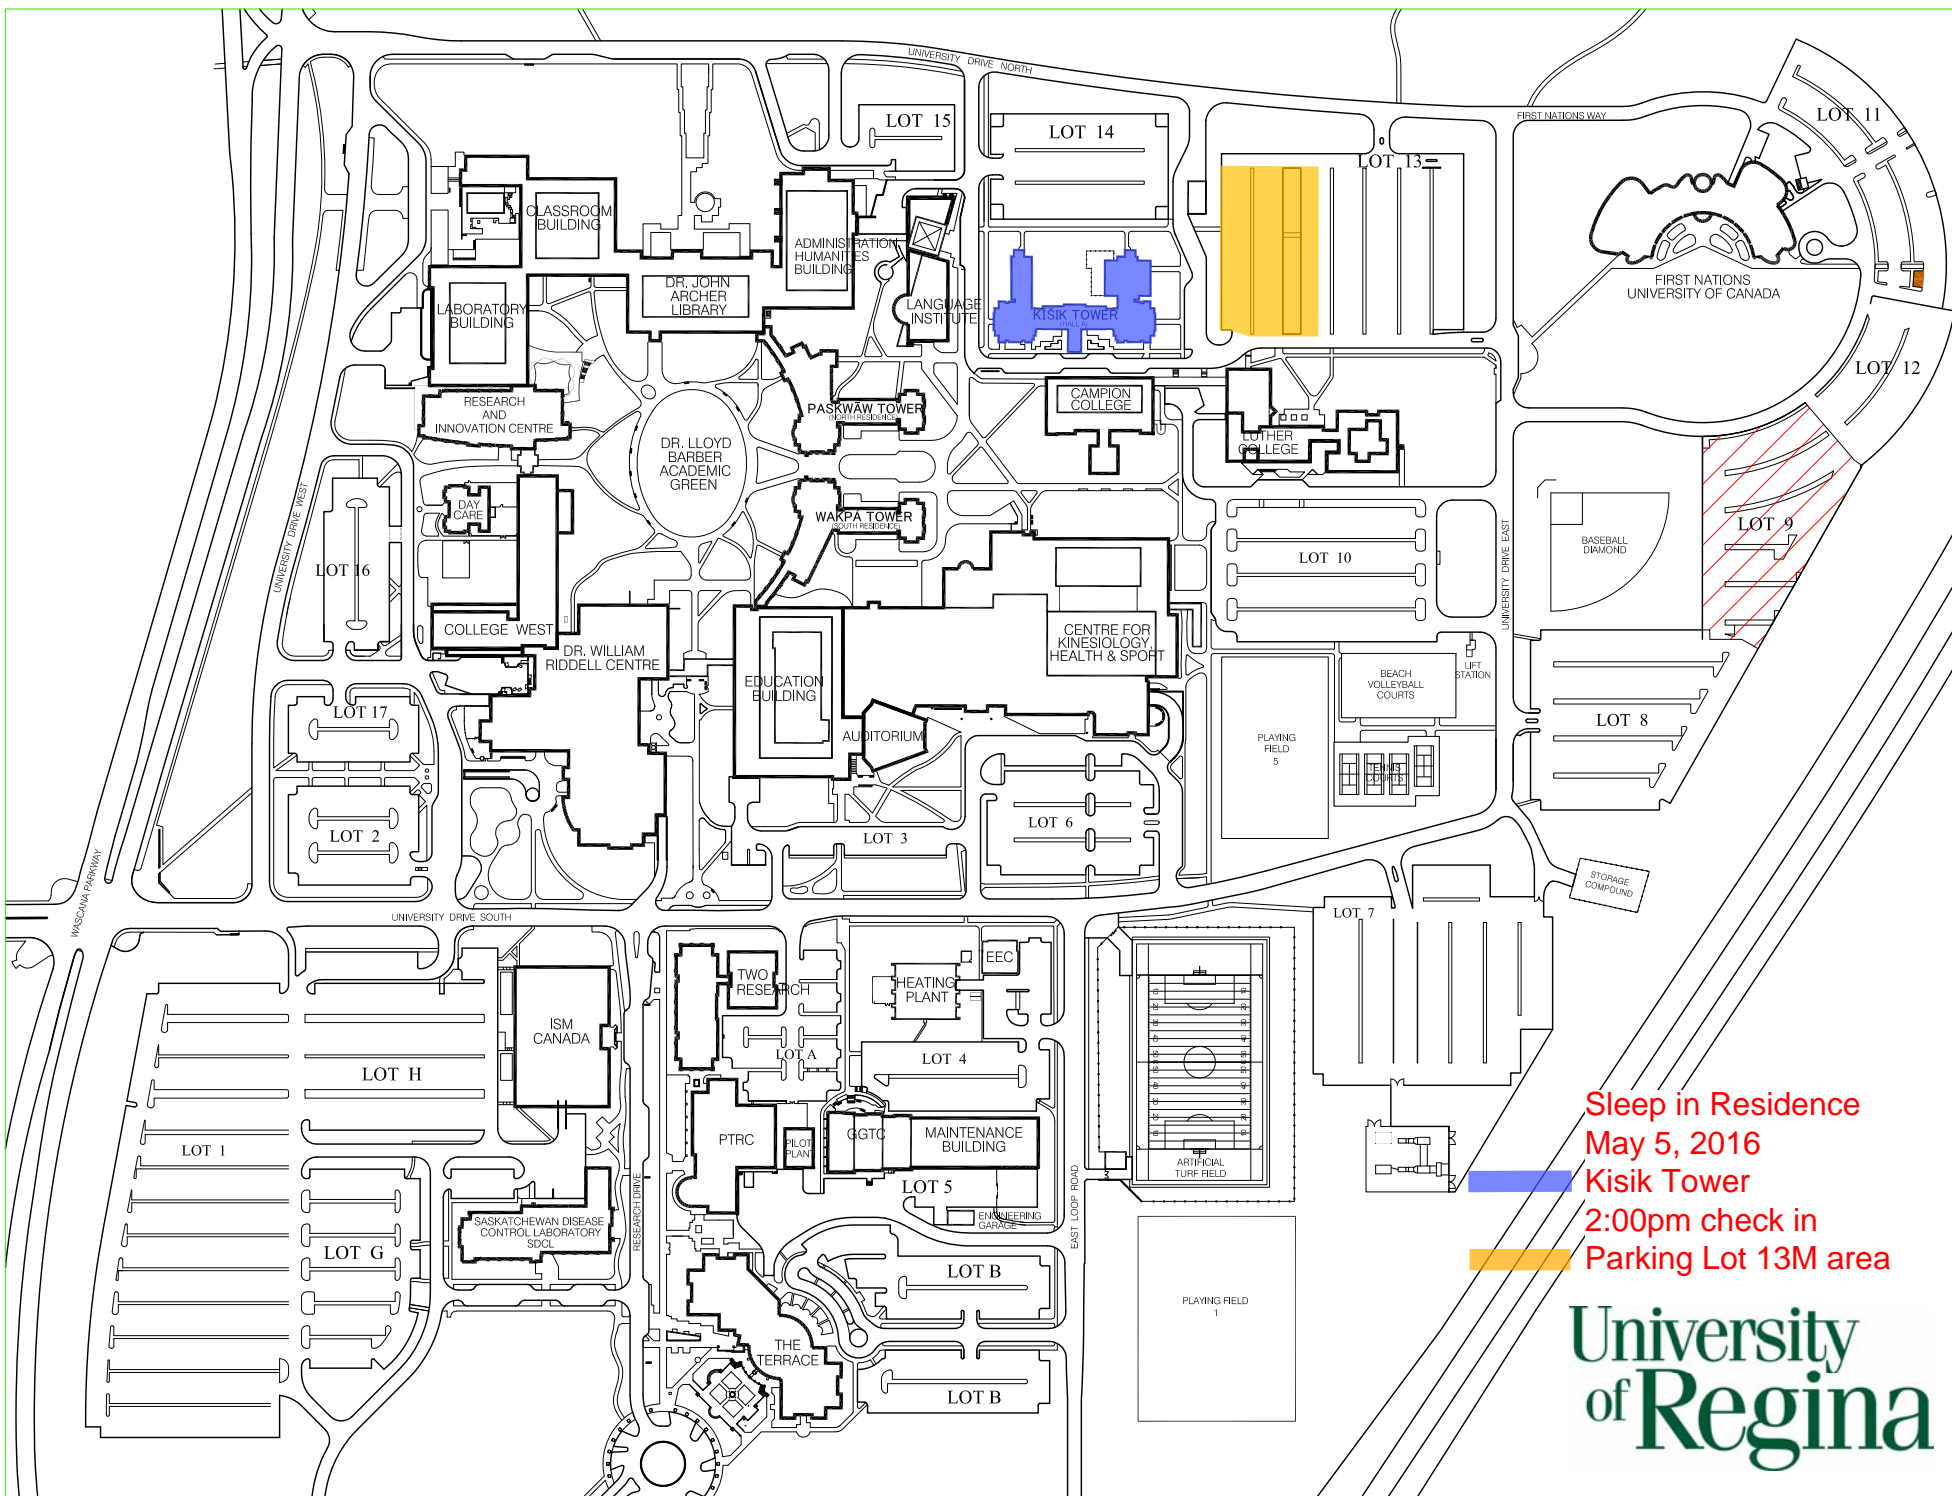 UNIVERSITY DRIVE NORTH
FIRST NATIONS WAY
LOT 11
LOT 15
LOT 14
LOT 13
CLASSROOM
BUILDING
ADMINISTRATION
HUMANITIES
BUILDING
DR. JOHN
ARCHER
LIBRARY
LABORATORY
BUILDING
LANGUAGE
INSTITUTE
KĪSIK TOWER
(HALL A)
FIRST NATIONS
UNIVERSITY OF CANADA
LOT 12
RESEARCH
AND
INNOVATION CENTRE
PASKWĀW TOWER
(NORTH RESIDENCE)
CAMPION
COLLEGE
LUTHER
COLLEGE
DR. LLOYD
BARBER
ACADEMIC
GREEN
DAY
CARE
WAKPÁ TOWER
(SOUTH RESIDENCE)
UNIVERSITY DRIVE WEST
LOT 16
LOT 10
UNIVERSITY DRIVE EAST
BASEBALL
DIAMOND
LOT 9
COLLEGE WEST
DR. WILLIAM
RIDDELL CENTRE
CENTRE FOR
KINESIOLOGY,
HEALTH & SPORT
EDUCATION
BUILDING
BEACH
VOLLEYBALL
COURTS
LIFT
STATION
LOT 17
AUDITORIUM
PLAYING
FIELD
5
TENNIS
COURTS
LOT 8
LOT 2
LOT 3
LOT 6
WASCANA PARKWAY
STORAGE
COMPOUND
UNIVERSITY DRIVE SOUTH
LOT 7
TWO
RESEARCH
HEATING
PLANT
EEC
ISM
CANADA
LOT A
LOT 4
LOT H
LOT 1
PTRC
PILOT
PLANT
GGTC
MAINTENANCE
BUILDING
ARTIFICIAL
TURF FIELD
LOT 5
ENGINEERING
GARAGE
EAST LOOP ROAD
RESEARCH DRIVE
SASKATCHEWAN DISEASE
CONTROL LABORATORY
SDCL
LOT G
LOT B
THE
TERRACE
LOT B
PLAYING FIELD
1
Sleep in Residence
May 5, 2016
Kisik Tower
2:00pm check in
Parking Lot 13M area
University
of Regina